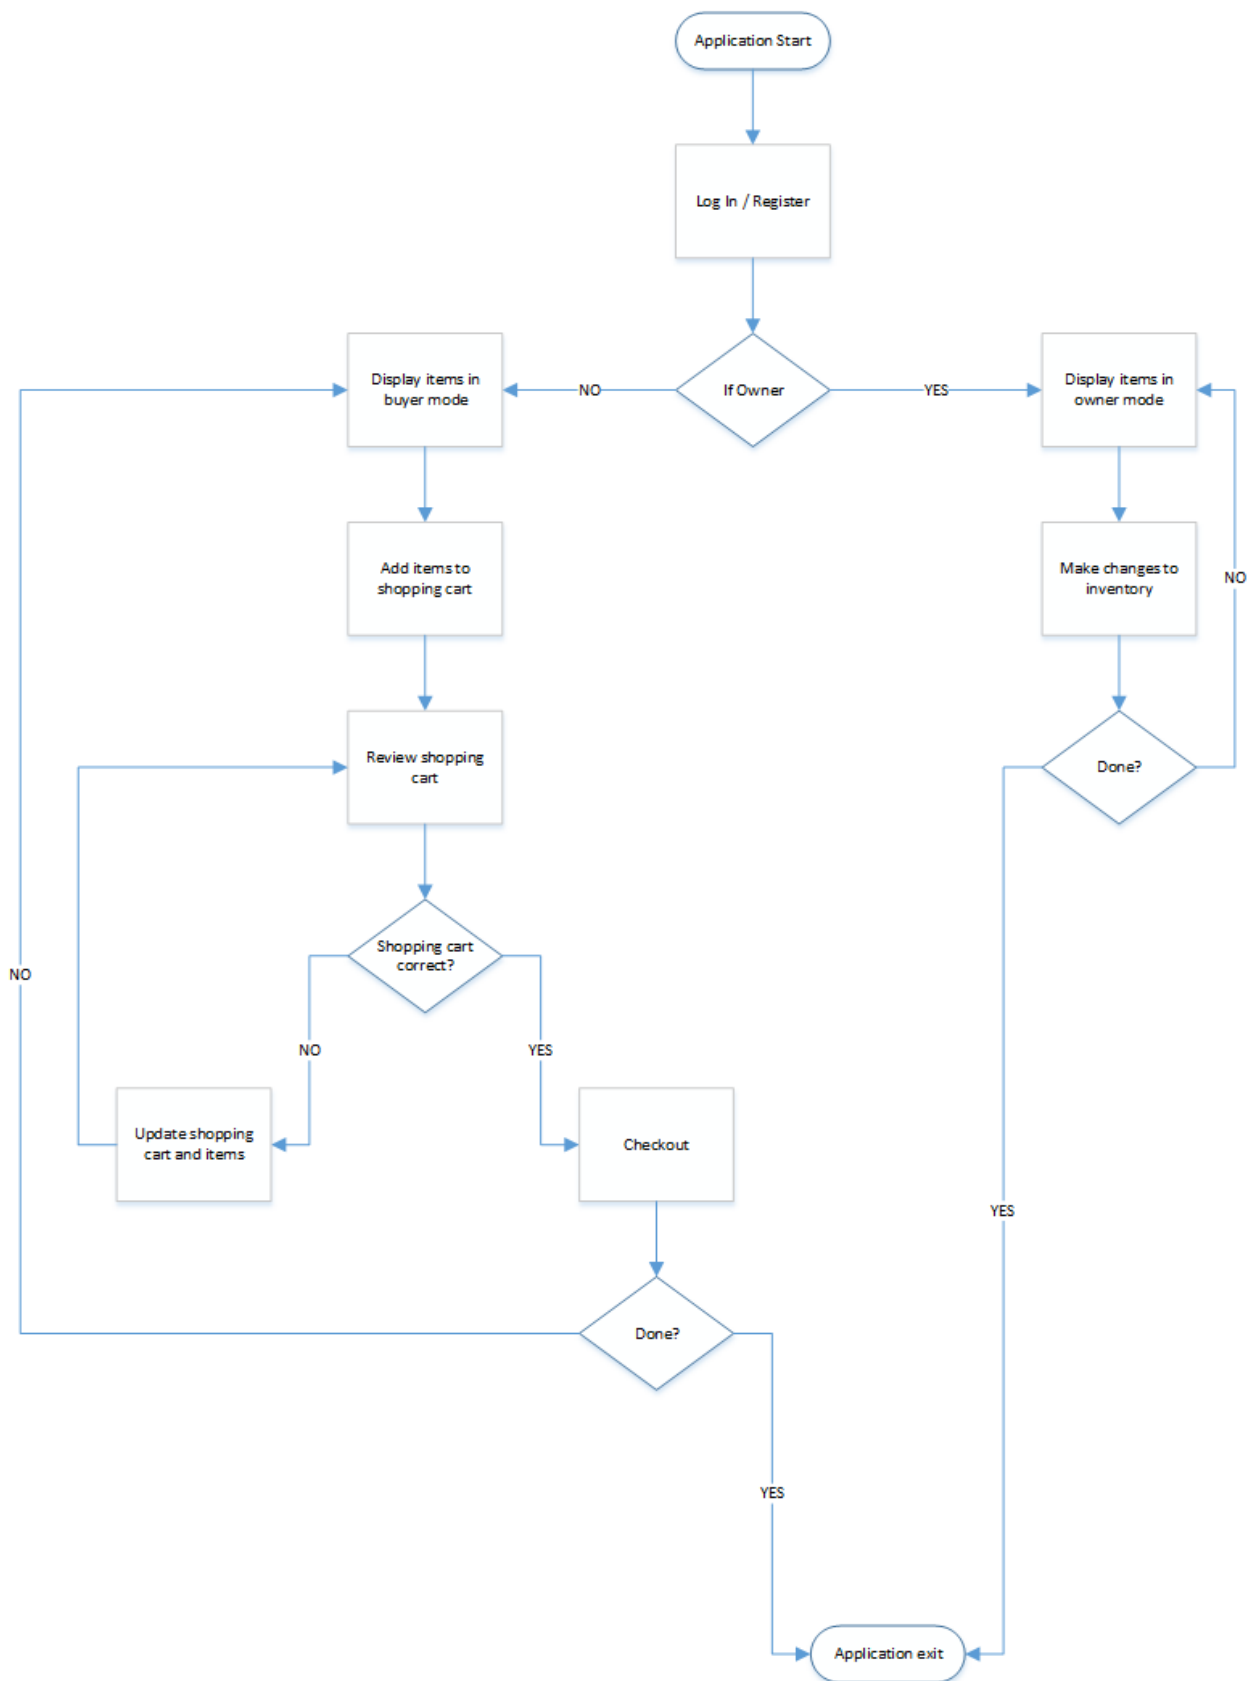 Application Start
Log In / Register
Display items in
buyer mode
NO
If Owner
YES
Display items in
owner mode
Add items to
shopping cart
Make changes to
inventory
NO
Review shopping
cart
Done?
Shopping cart
correct?
NO
NO
YES
Update shopping
cart and items
Checkout
YES
Done?
YES
Application exit